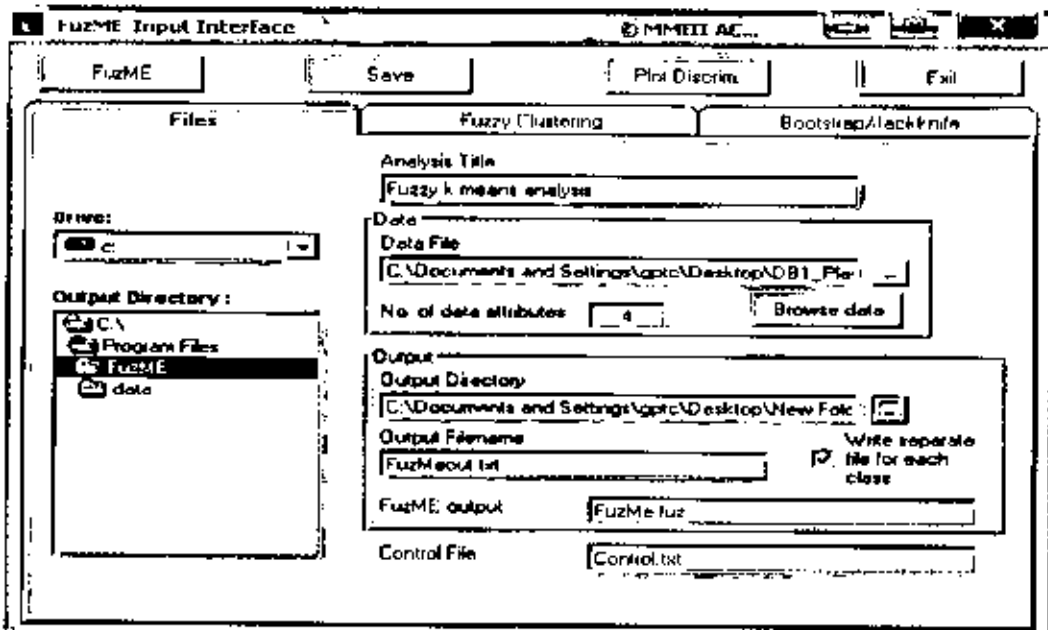 FuzME Input Interface
FuzME
Save
Plot Discrim.
Exit
Files
Fuzzy Clustering
Bootstrap/Jackknife
Analysis Title
Fuzzy k means analysis
Drive:
c:
Output Directory :
C:\
Program Files
FuzME
data
Data
Data File
C:\Documents and Settings\gptc\Desktop\DB1_Pla
...
No. of data attributes
4
Browse data
Output
Output Directory
C:\Documents and Settings\gptc\Desktop\New Fold
Output Filename
FuzMeout.txt
Write separate
file for each
class
FuzME output
FuzMe.fuz
Control File
Control.txt